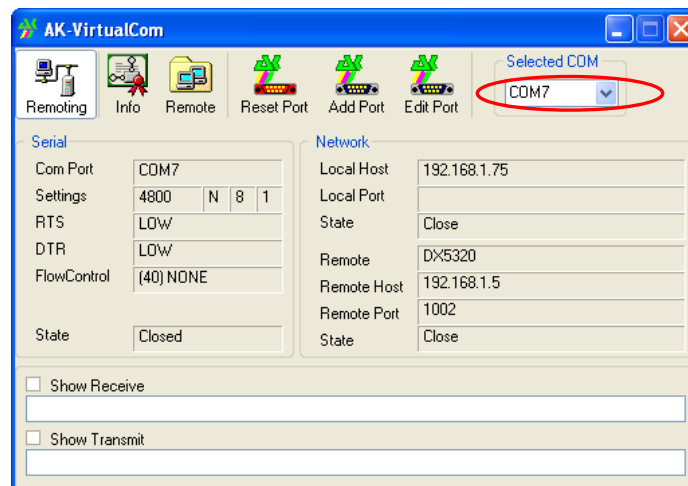 AK-VirtualCom
Remoting Info Remote Reset Port Add Port Edit Port
Selected COM
COM7
Serial
Com Port COM7
Settings 4800 N 8 1
RTS LOW
DTR LOW
FlowControl (40) NONE
State Closed
Network
Local Host 192.168.1.75
Local Port
State Close
Remote DX5320
Remote Host 192.168.1.5
Remote Port 1002
State Close
Show Receive
Show Transmit